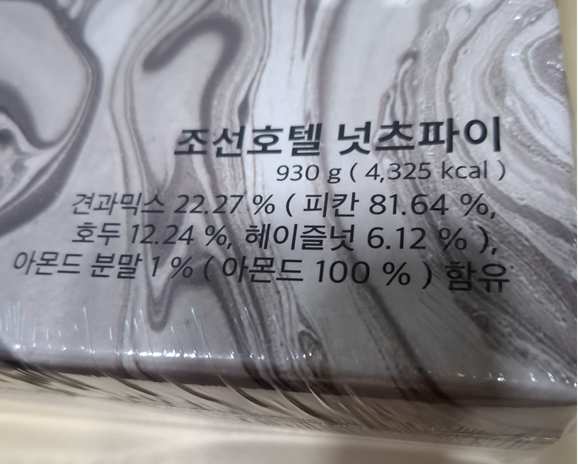 조선호텔 넛츠파이
930 g ( 4,325 kcal )
견과믹스 22.27 % ( 피칸 81.64 %,
호두 12.24 %, 헤이즐넛 6.12 % ),
아몬드 분말 1 % ( 아몬드 100 % ) 함유